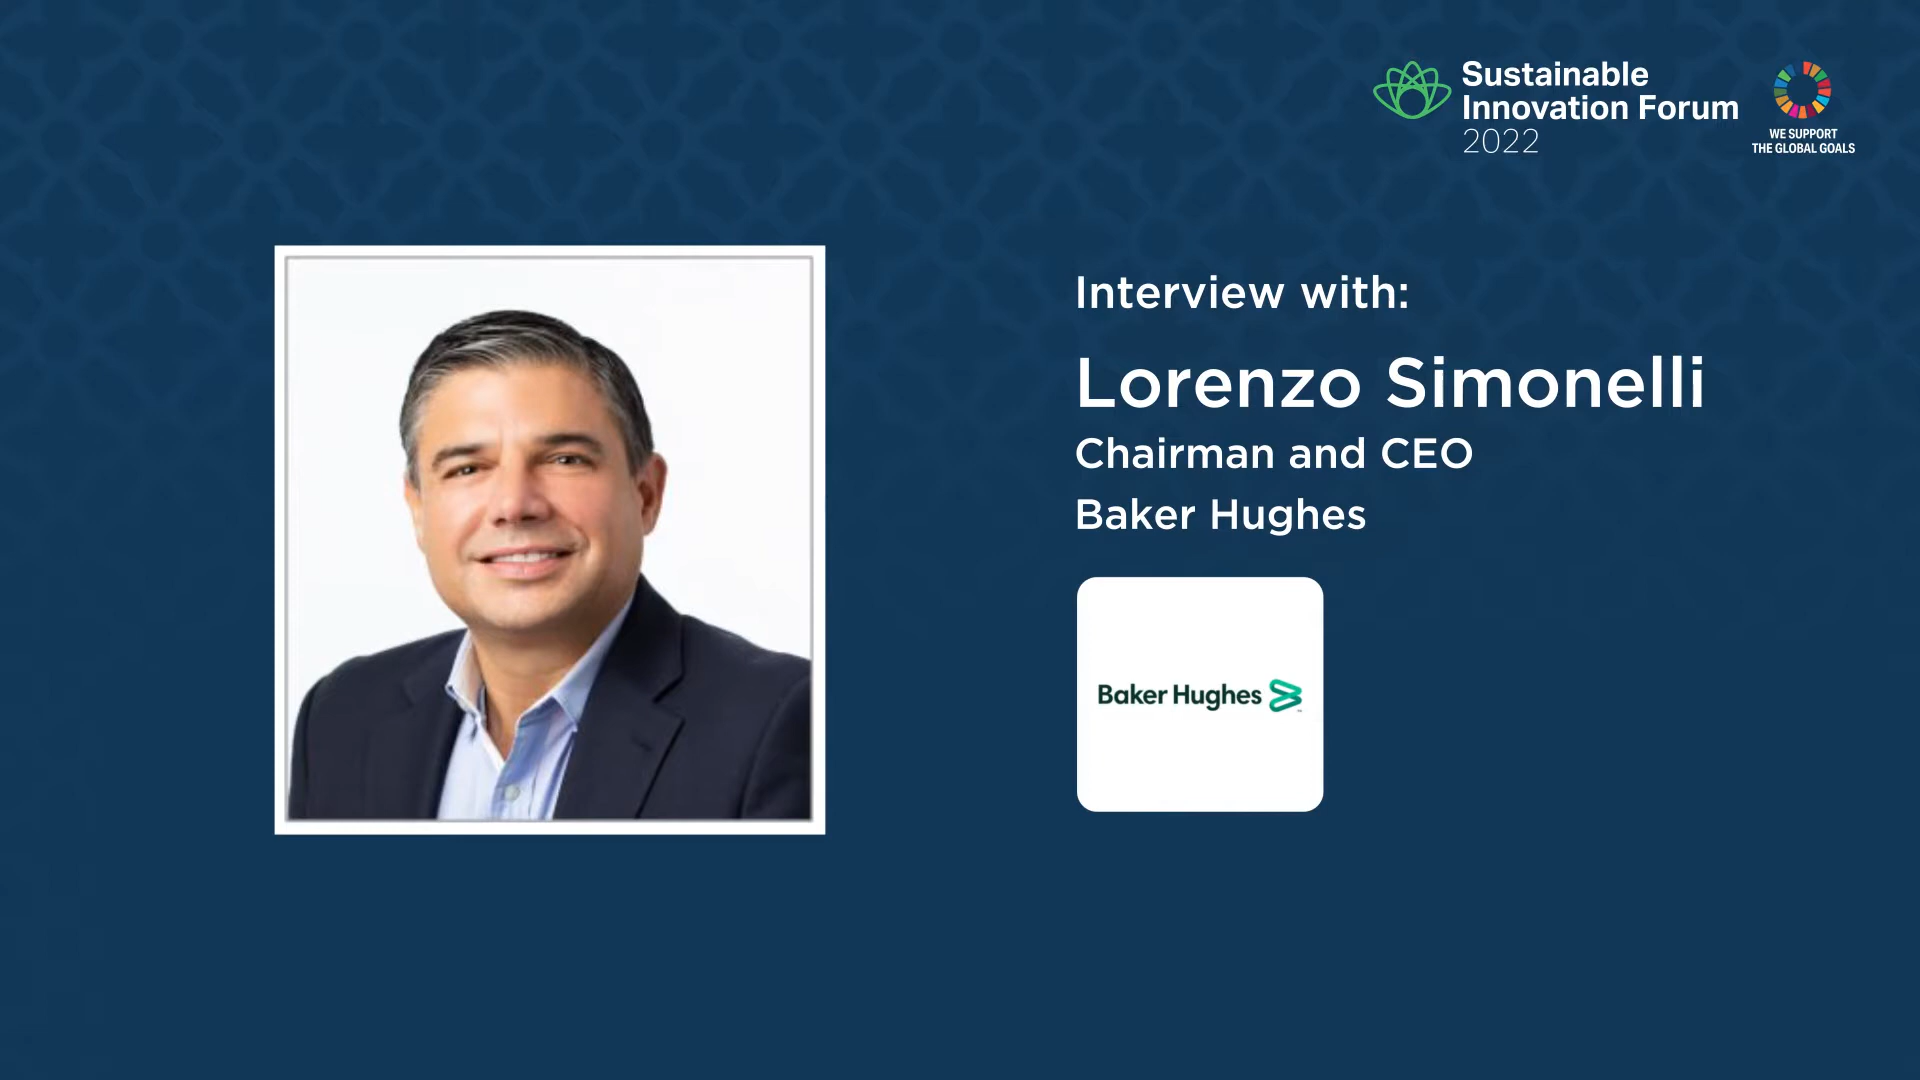 Sustainable
Innovation Forum
2022
WE SUPPORT
THE GLOBAL GOALS
Interview with:
Lorenzo Simonelli
Chairman and CEO
Baker Hughes
Baker Hughes